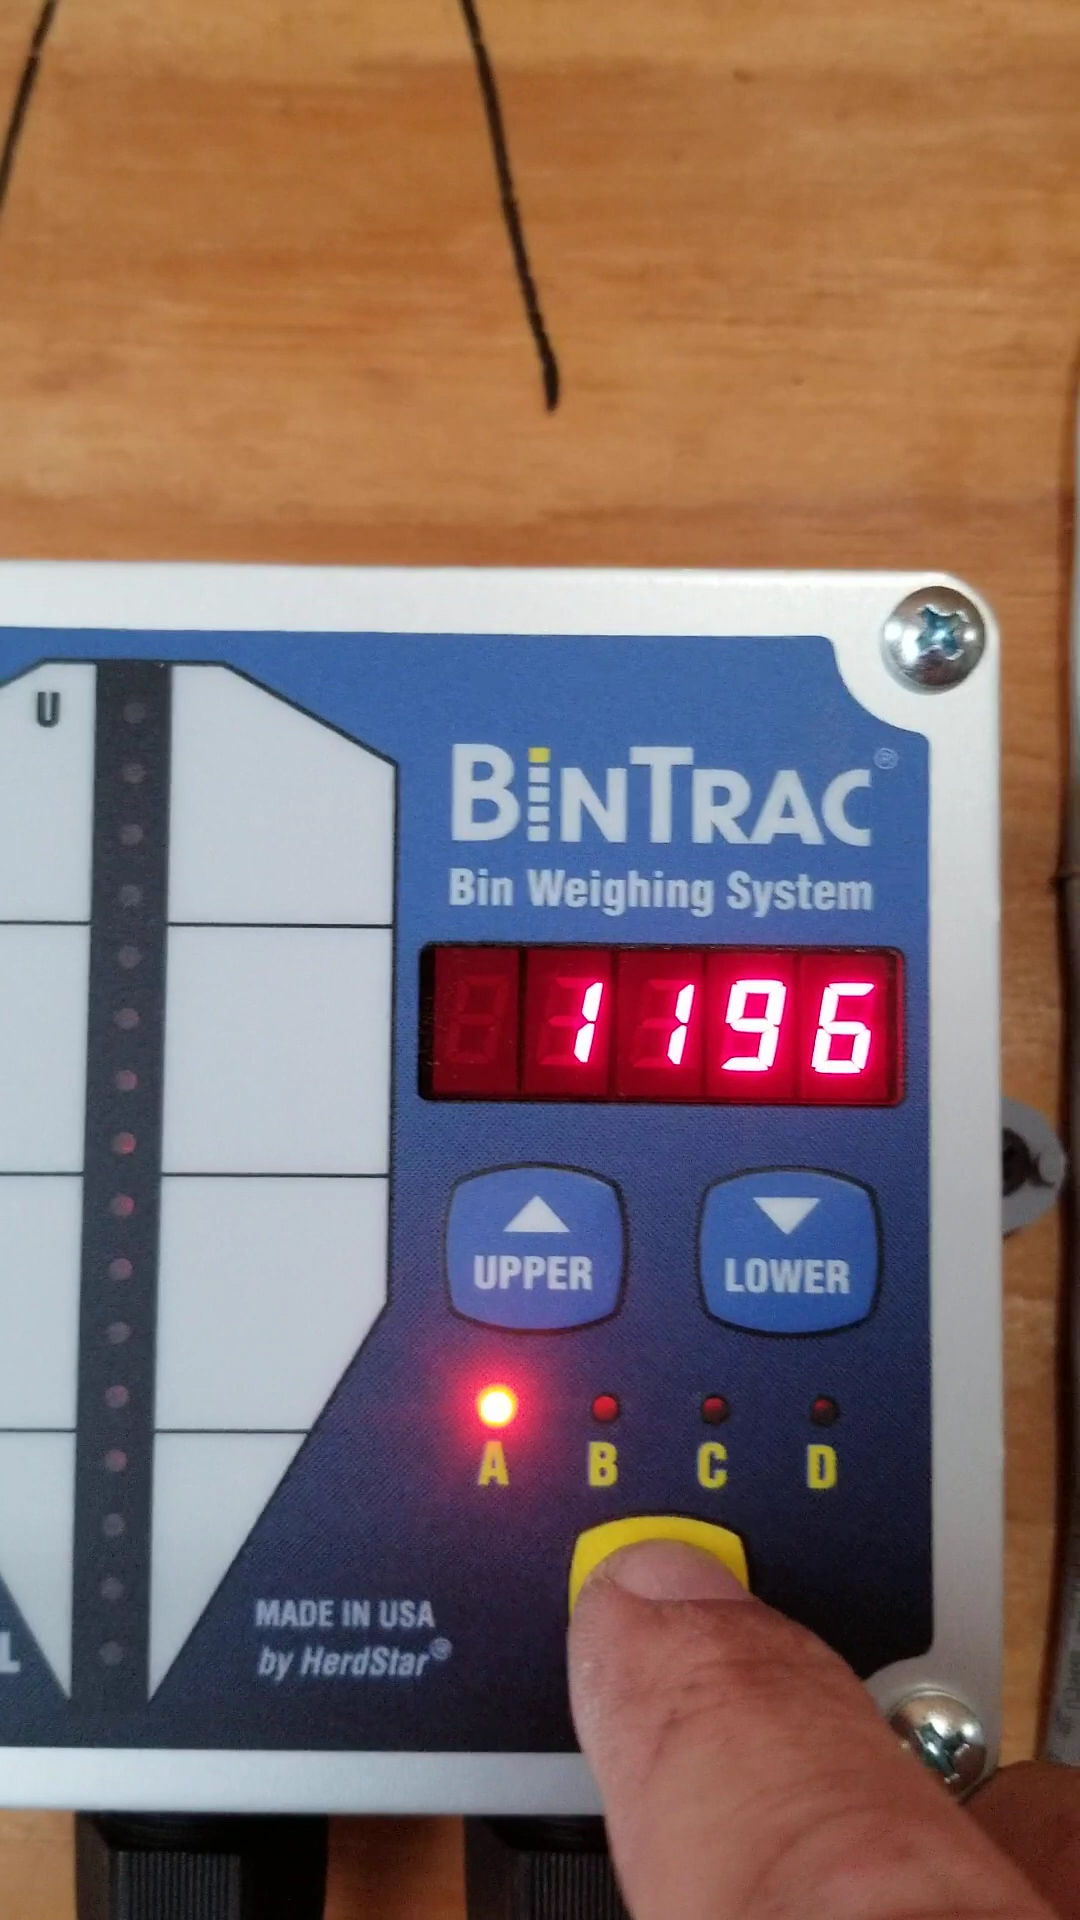 U
BINTRAC®
Bin Weighing System
1196
UPPER
LOWER
A B C D
MADE IN USA
by HerdStar®
L